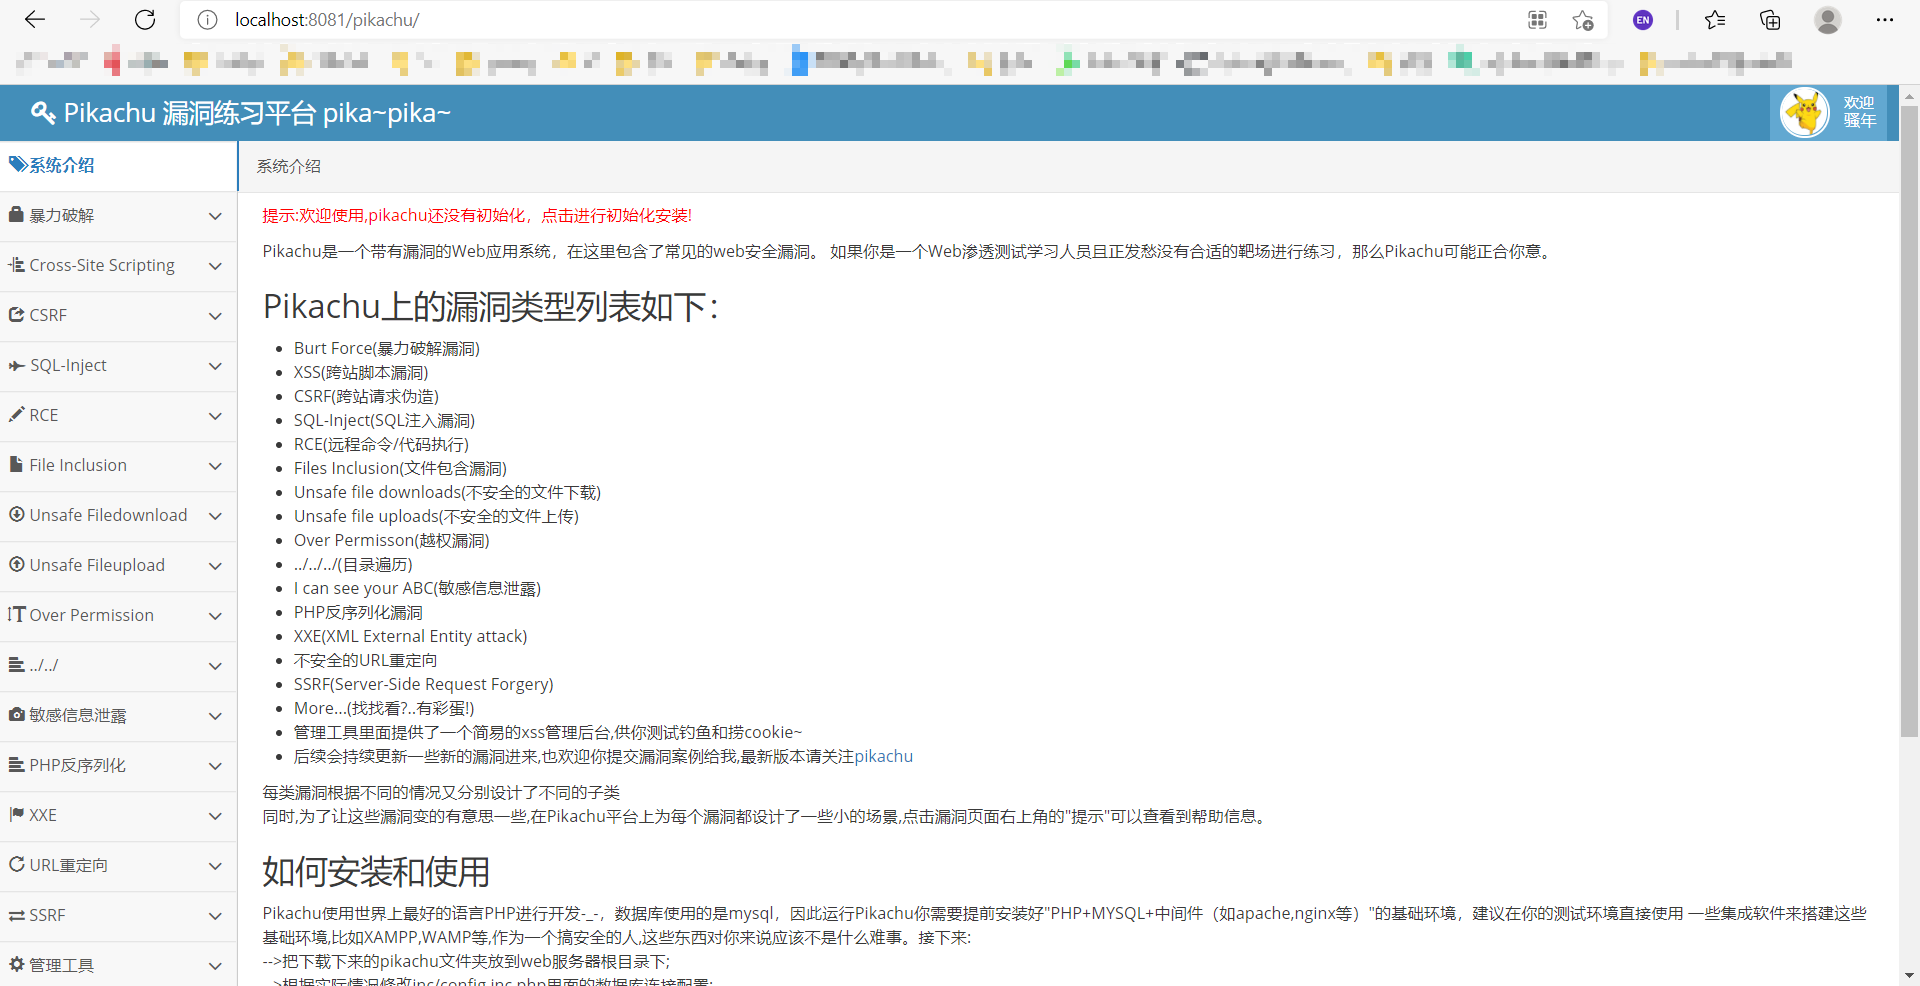 localhost:8081/pikachu/
EN
Pikachu 漏洞练习平台 pika~pika~
欢迎
骚年
系统介绍
暴力破解
Cross-Site Scripting
CSRF
SQL-Inject
RCE
File Inclusion
Unsafe Filedownload
Unsafe Fileupload
Over Permission
../../
敏感信息泄露
PHP反序列化
XXE
URL重定向
SSRF
管理工具
系统介绍
提示:欢迎使用,pikachu还没有初始化，点击进行初始化安装!
Pikachu是一个带有漏洞的Web应用系统，在这里包含了常见的web安全漏洞。 如果你是一个Web渗透测试学习人员且正发愁没有合适的靶场进行练习，那么Pikachu可能正合你意。
Pikachu上的漏洞类型列表如下：
Burt Force(暴力破解漏洞)
XSS(跨站脚本漏洞)
CSRF(跨站请求伪造)
SQL-Inject(SQL注入漏洞)
RCE(远程命令/代码执行)
Files Inclusion(文件包含漏洞)
Unsafe file downloads(不安全的文件下载)
Unsafe file uploads(不安全的文件上传)
Over Permisson(越权漏洞)
../../../(目录遍历)
I can see your ABC(敏感信息泄露)
PHP反序列化漏洞
XXE(XML External Entity attack)
不安全的URL重定向
SSRF(Server-Side Request Forgery)
More...(找找看?..有彩蛋!)
管理工具里面提供了一个简易的xss管理后台,供你测试钓鱼和捞cookie~
后续会持续更新一些新的漏洞进来,也欢迎你提交漏洞案例给我,最新版本请关注pikachu
每类漏洞根据不同的情况又分别设计了不同的子类
同时,为了让这些漏洞变的有意思一些,在Pikachu平台上为每个漏洞都设计了一些小的场景,点击漏洞页面右上角的"提示"可以查看到帮助信息。
如何安装和使用
Pikachu使用世界上最好的语言PHP进行开发-_-，数据库使用的是mysql，因此运行Pikachu你需要提前安装好"PHP+MYSQL+中间件（如apache,nginx等）"的基础环境，建议在你的测试环境直接使用 一些集成软件来搭建这些
基础环境,比如XAMPP,WAMP等,作为一个搞安全的人,这些东西对你来说应该不是什么难事。接下来:
-->把下载下来的pikachu文件夹放到web服务器根目录下;
-->根据实际情况修改inc/config.inc.php里面的数据库连接配置;